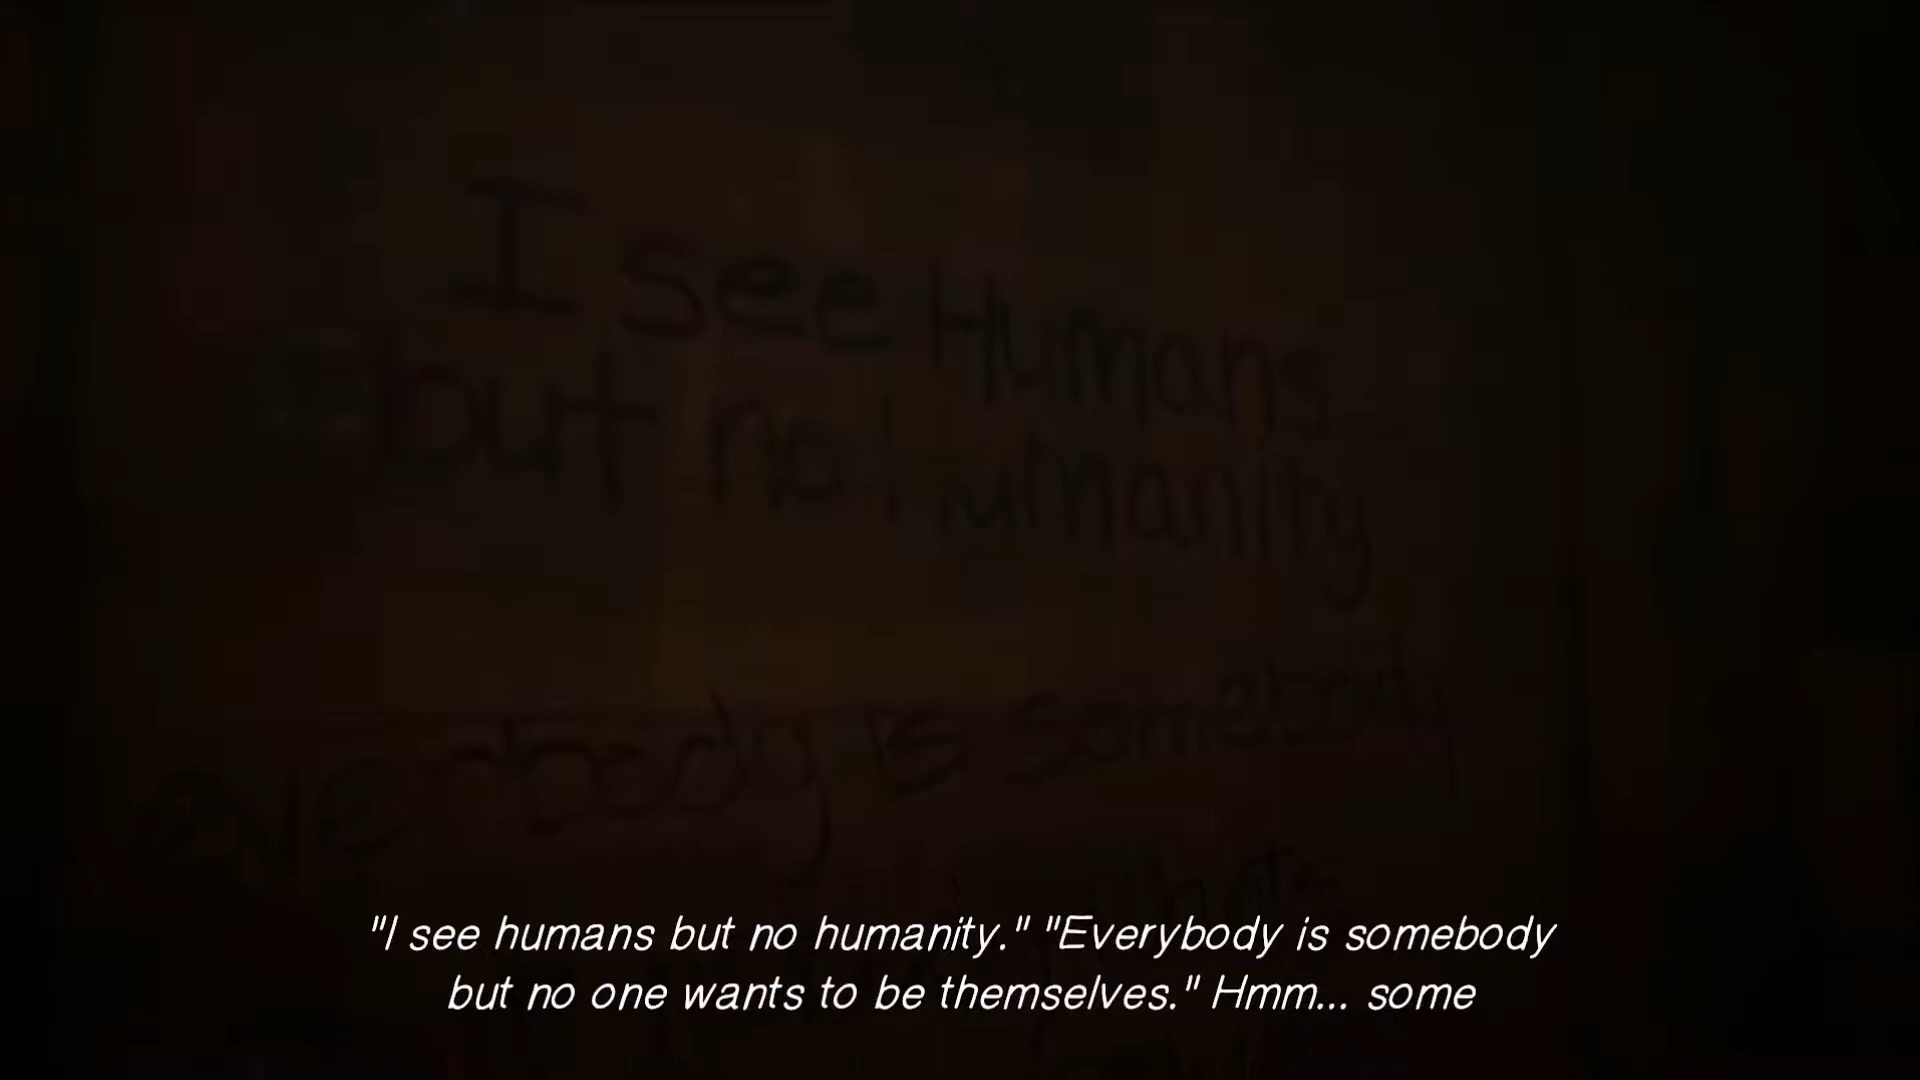 I see Humans
but no Humanity
everybody is somebody
"I see humans but no humanity." "Everybody is somebody
but no one wants to be themselves." Hmm... some